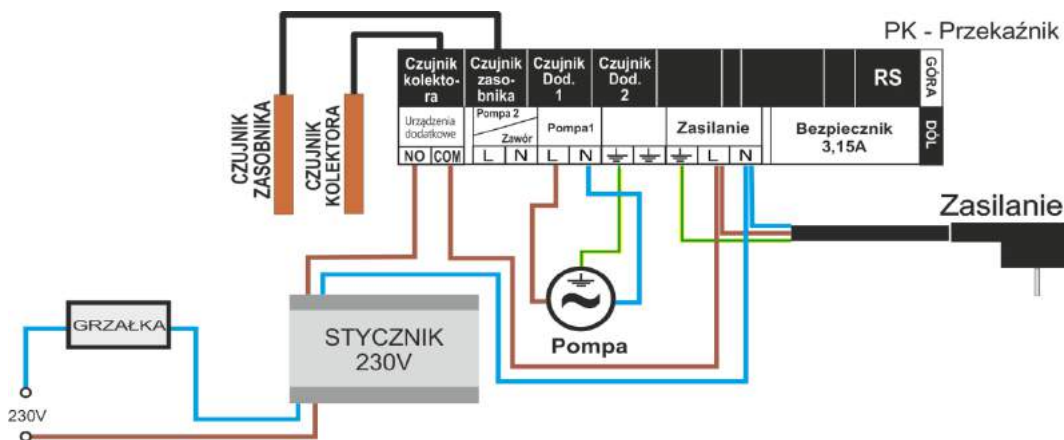 PK - Przekaźnik
Czujnik
kolekto-
ra
Czujnik
zaso-
bnika
Czujnik
Dod.
1
Czujnik
Dod.
2
RS
GÓRA
Urządzenia
dodatkowe
Pompa 2
Zawór
Pompa1
Zasilanie
Bezpiecznik
3,15A
DÓL
NO COM L N L N L N
CZUJNIK
ZASOBNIKA
CZUJNIK
KOLEKTORA
Zasilanie
GRZAŁKA
STYCZNIK
230V
Pompa
230V